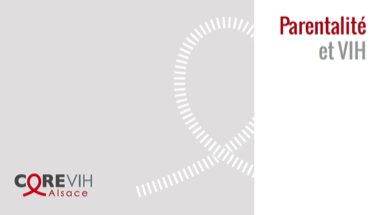 Parentalité
et VIH
COREVIH
Alsace